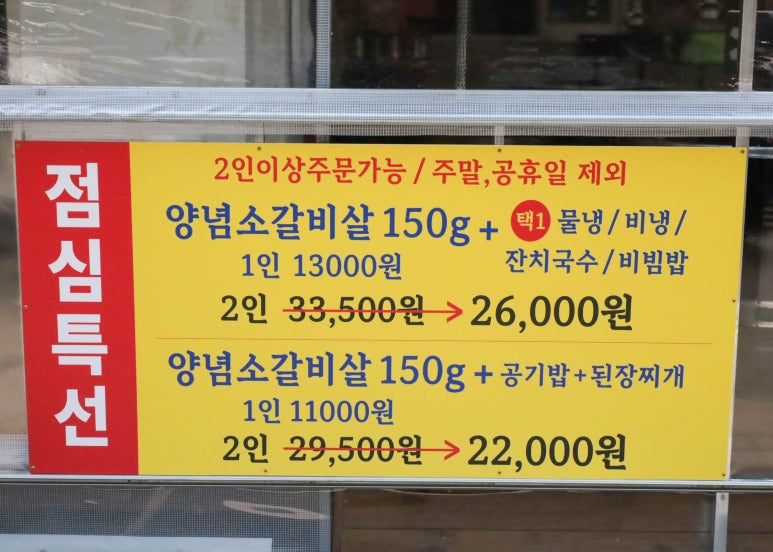 점심특선
2인이상주문가능 / 주말,공휴일 제외
양념소갈비살 150g + 택1 물냉 / 비냉 /
잔치국수 / 비빔밥
1인 13000원
2인 33,500원 → 26,000원
양념소갈비살 150g + 공기밥 + 된장찌개
1인 11000원
2인 29,500원 → 22,000원